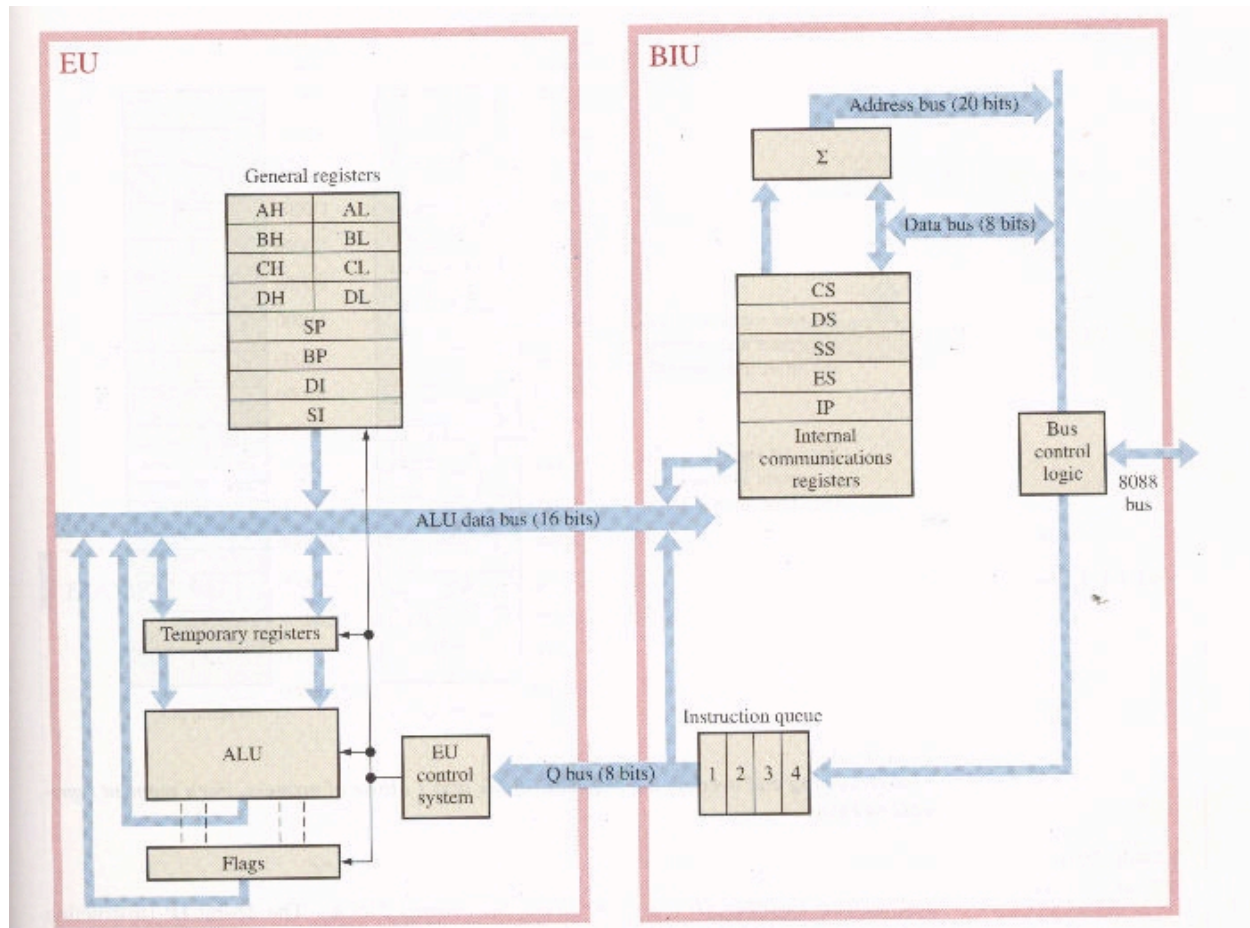 EU
BIU
Address bus (20 bits)
Σ
General registers
AH AL
BH BL
CH CL
DH DL
SP
BP
DI
SI
Data bus (8 bits)
CS
DS
SS
ES
IP
Internal
communications
registers
Bus
control
logic
8088
bus
ALU data bus (16 bits)
Temporary registers
ALU
EU
control
system
Q bus (8 bits)
Instruction queue
1 2 3 4
Flags